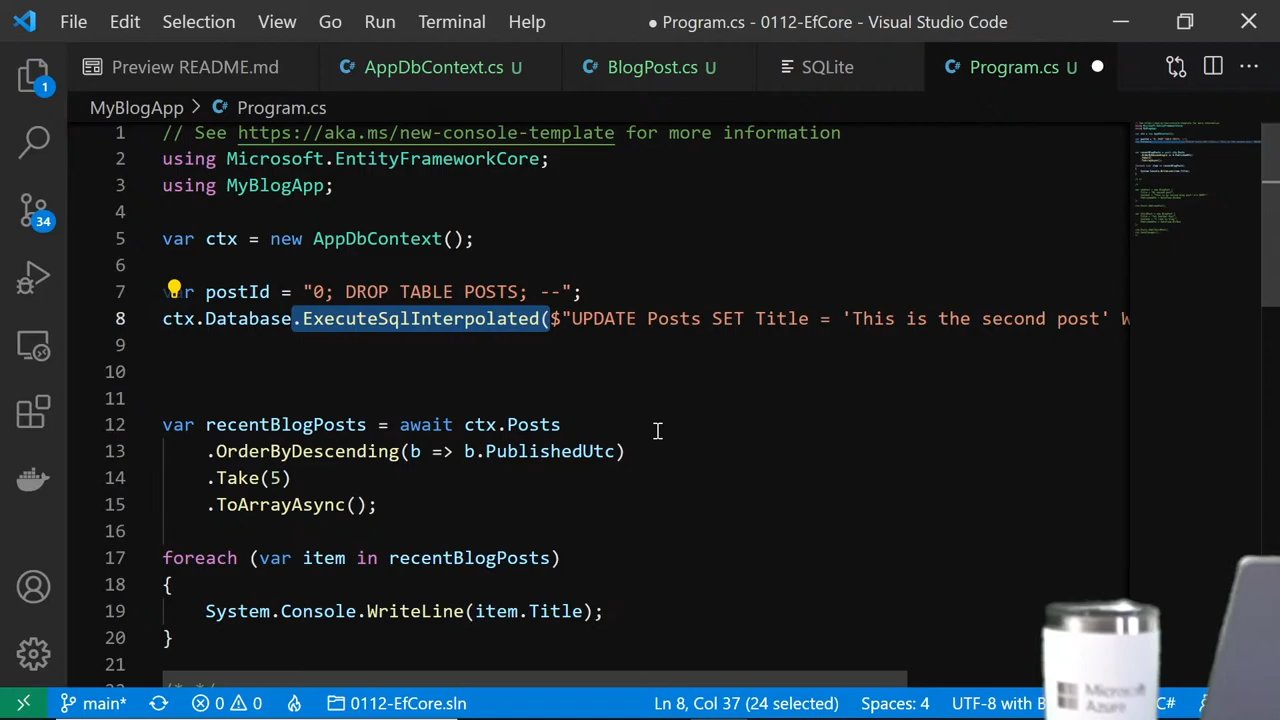 File Edit Selection View Go Run Terminal Help ● Program.cs - 0112-EfCore - Visual Studio Code
Preview README.md AppDbContext.cs U BlogPost.cs U SQLite Program.cs U
MyBlogApp > Program.cs
1 // See https://aka.ms/new-console-template for more information
2 using Microsoft.EntityFrameworkCore;
3 using MyBlogApp;
4
5 var ctx = new AppDbContext();
6
7 var postId = "0; DROP TABLE POSTS; --";
8 ctx.Database.ExecuteSqlInterpolated($"UPDATE Posts SET Title = 'This is the second post' W
9
10
11
12 var recentBlogPosts = await ctx.Posts
13 .OrderByDescending(b => b.PublishedUtc)
14 .Take(5)
15 .ToArrayAsync();
16
17 foreach (var item in recentBlogPosts)
18 {
19 System.Console.WriteLine(item.Title);
20 }
21
1
34
main* 0 0 0112-EfCore.sln Ln 8, Col 37 (24 selected) Spaces: 4 UTF-8 with B C#
Microsoft
Azure